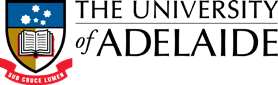 THE UNIVERSITY
of ADELAIDE
SUB CRUCE LUMEN